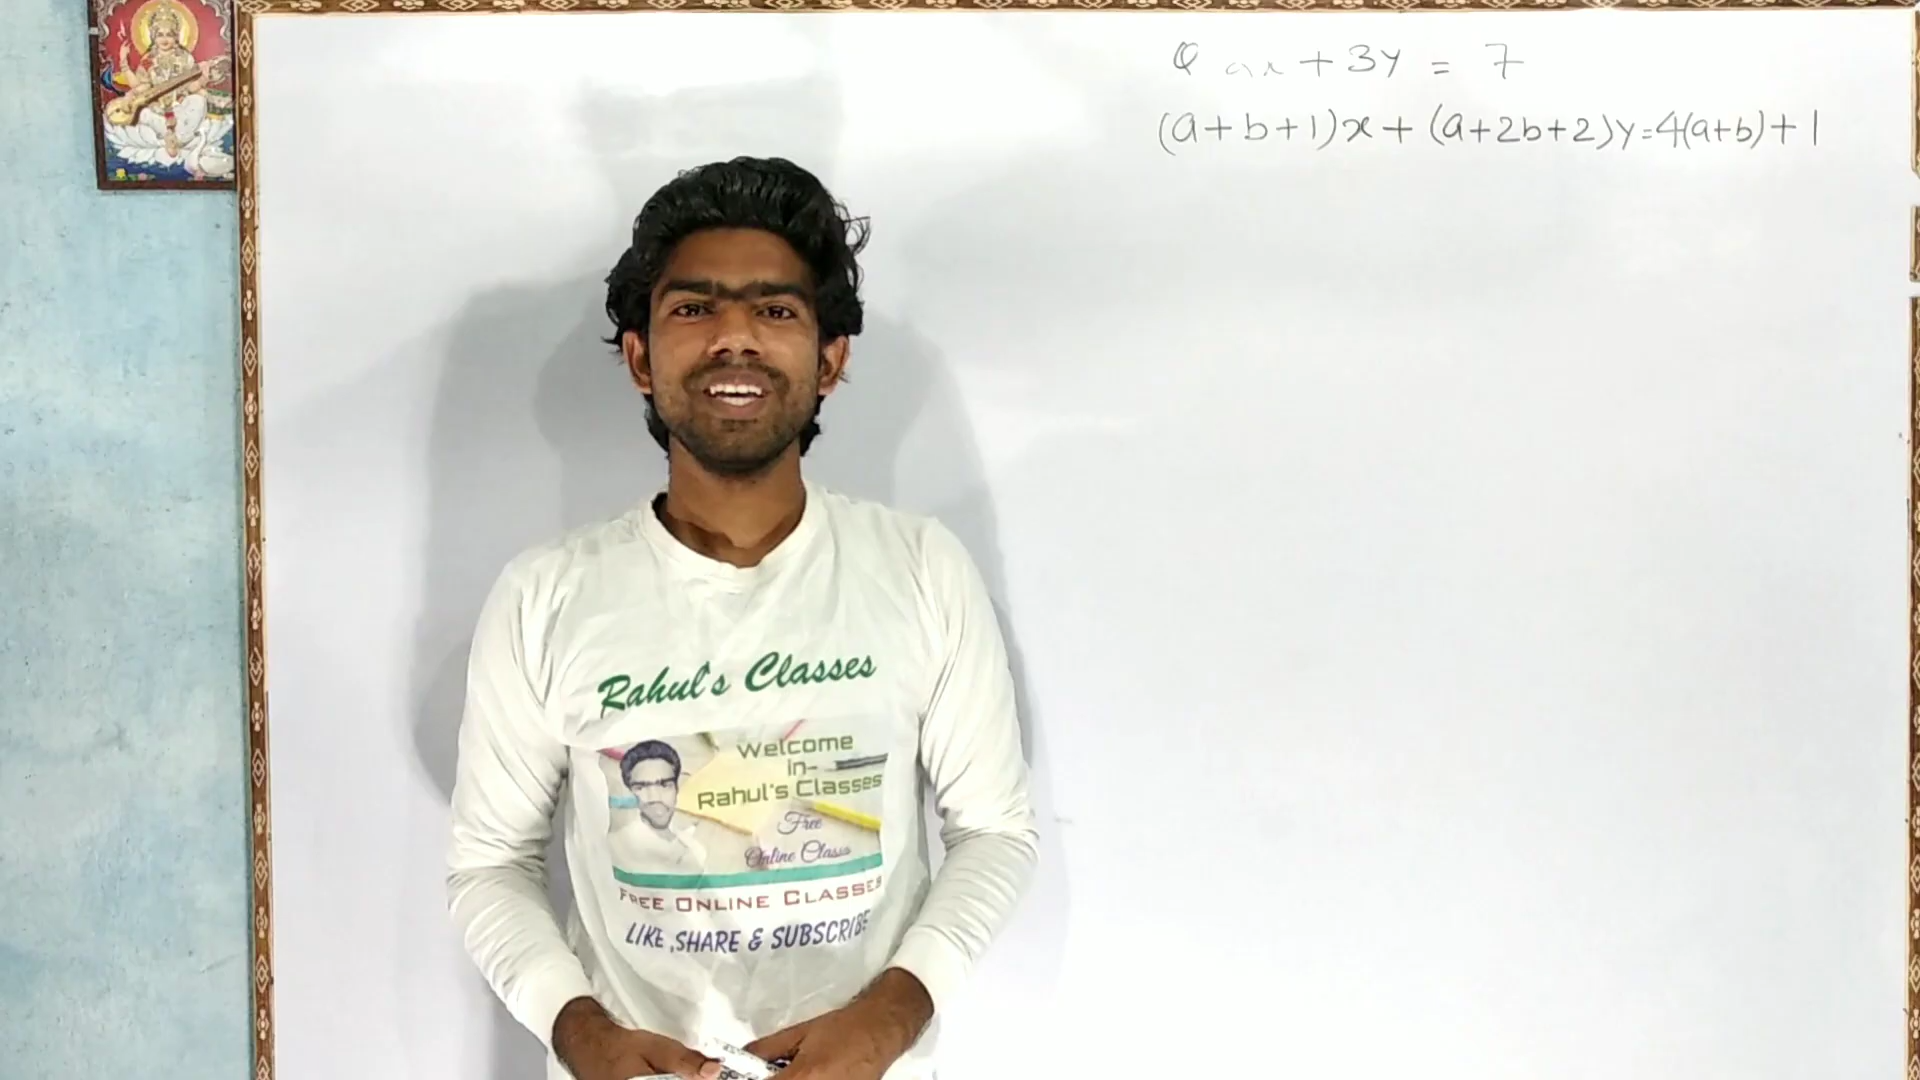 Q ax + 3y = 7
(a+b+1)x + (a+2b+2)y=4(a+b)+1
Rahul's Classes
Welcome
in-
Rahul's Classes
Free
Online Classes
FREE ONLINE CLASSES
LIKE ,SHARE & SUBSCRIBE